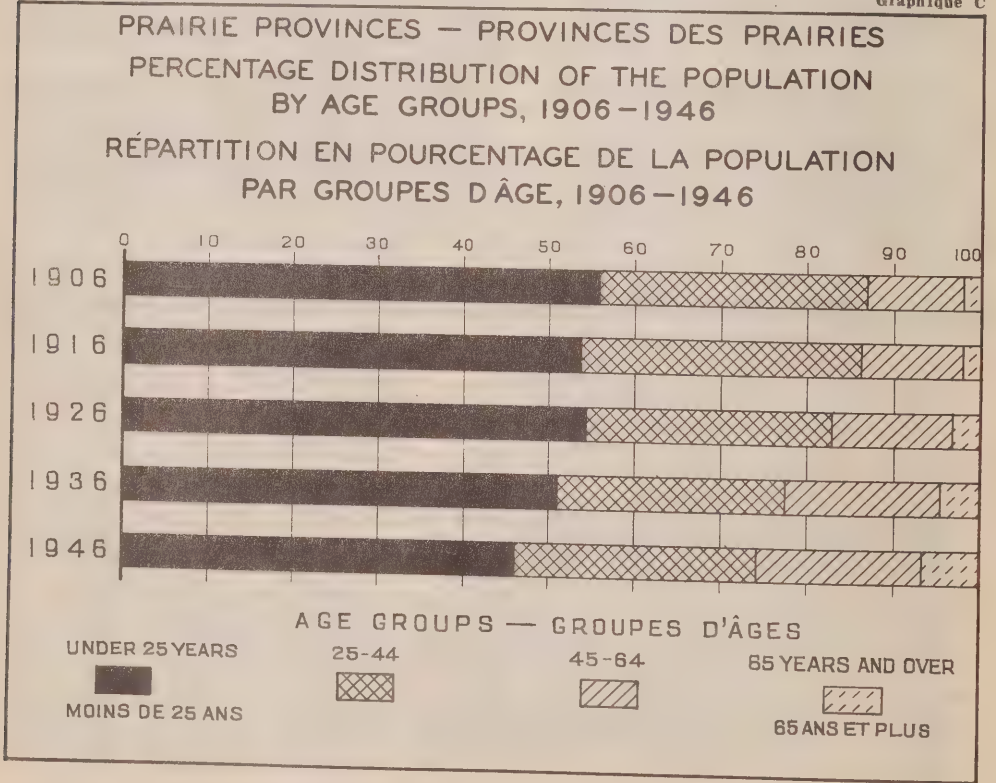 Graphique C
PRAIRIE PROVINCES — PROVINCES DES PRAIRIES
PERCENTAGE DISTRIBUTION OF THE POPULATION
BY AGE GROUPS, 1906-1946
RÉPARTITION EN POURCENTAGE DE LA POPULATION
PAR GROUPES D ÂGE, 1906-1946
0 10 20 30 40 50 60 70 80 90 100
1906
1916
1926
1936
1946
AGE GROUPS — GROUPES D'ÂGES
UNDER 25 YEARS 25-44 45-64 65 YEARS AND OVER
MOINS DE 25 ANS 65 ANS ET PLUS